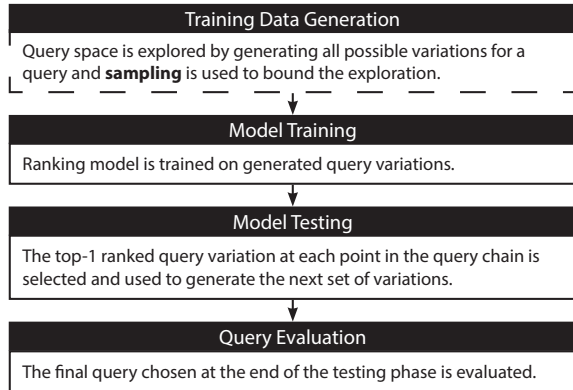 Training Data Generation
Query space is explored by generating all possible variations for a
query and sampling is used to bound the exploration.
Model Training
Ranking model is trained on generated query variations.
Model Testing
The top-1 ranked query variation at each point in the query chain is
selected and used to generate the next set of variations.
Query Evaluation
The final query chosen at the end of the testing phase is evaluated.